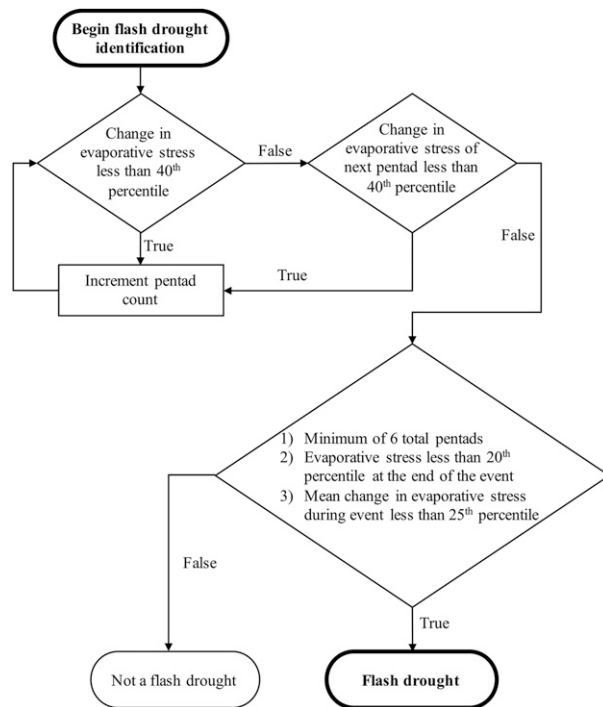 Begin flash drought
identification
Change in
evaporative stress
less than 40th
percentile
False
Change in
evaporative stress of
next pentad less than
40th percentile
True
False
Increment pentad
count
True
1) Minimum of 6 total pentads
2) Evaporative stress less than 20th
percentile at the end of the event
3) Mean change in evaporative stress
during event less than 25th percentile
False
True
Not a flash drought
Flash drought